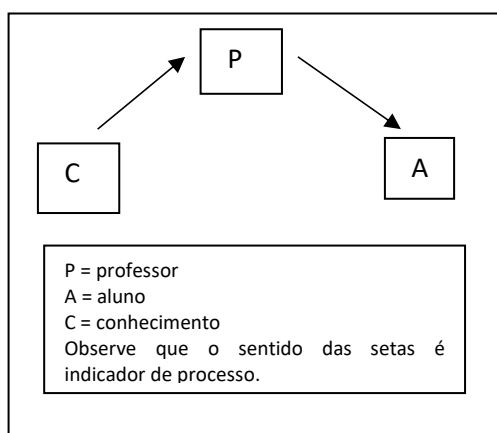 P
C
A
P = professor
A = aluno
C = conhecimento
Observe que o sentido das setas é
indicador de processo.